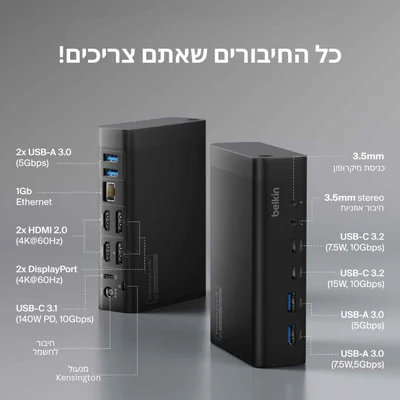 כל החיבורים שאתם צריכים!
2x USB-A 3.0
(5Gbps)
1Gb
Ethernet
2x HDMI 2.0
(4K@60Hz)
2x DisplayPort
(4K@60Hz)
USB-C 3.1
(140W PD, 10Gbps)
חיבור
לחשמל
מנעול
Kensington
belkin
3.5mm
כניסת מיקרופון
3.5mm stereo
חיבור אוזניות
USB-C 3.2
(7.5W, 10Gbps)
USB-C 3.2
(15W, 10Gbps)
USB-A 3.0
(5Gbps)
USB-A 3.0
(7.5W,5Gbps)